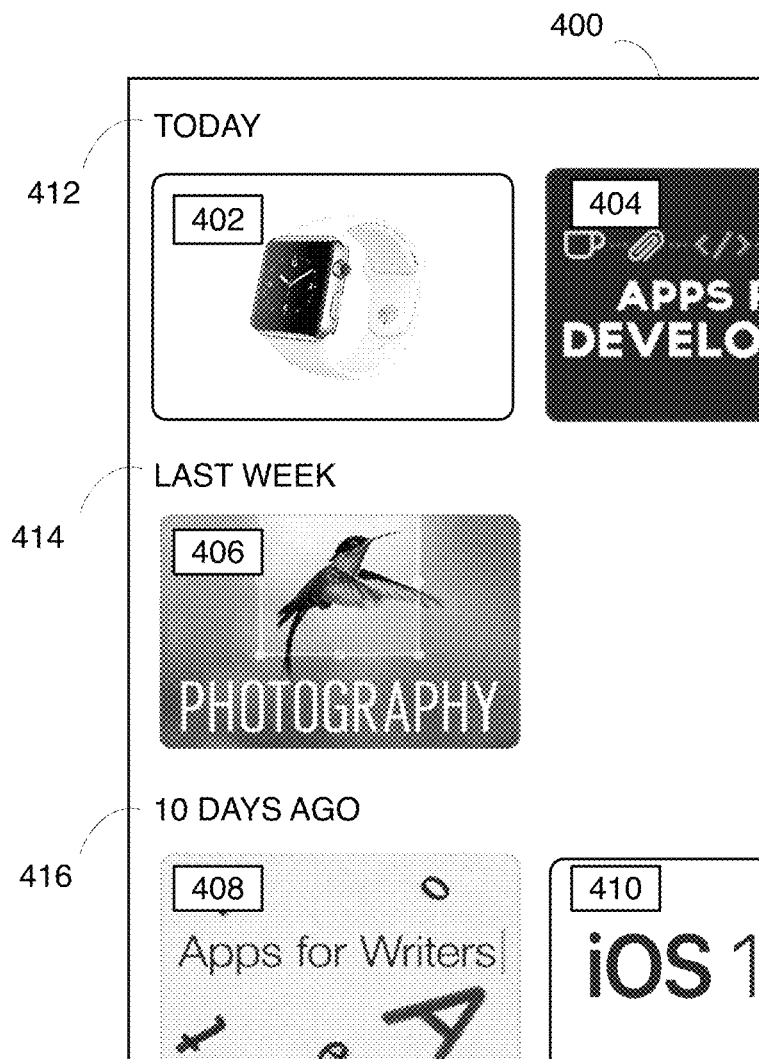 400
TODAY
412
402
404
APPS
DEVELO
LAST WEEK
414
406
PHOTOGRAPHY
10 DAYS AGO
416
408
410
Apps for Writers
iOS 1